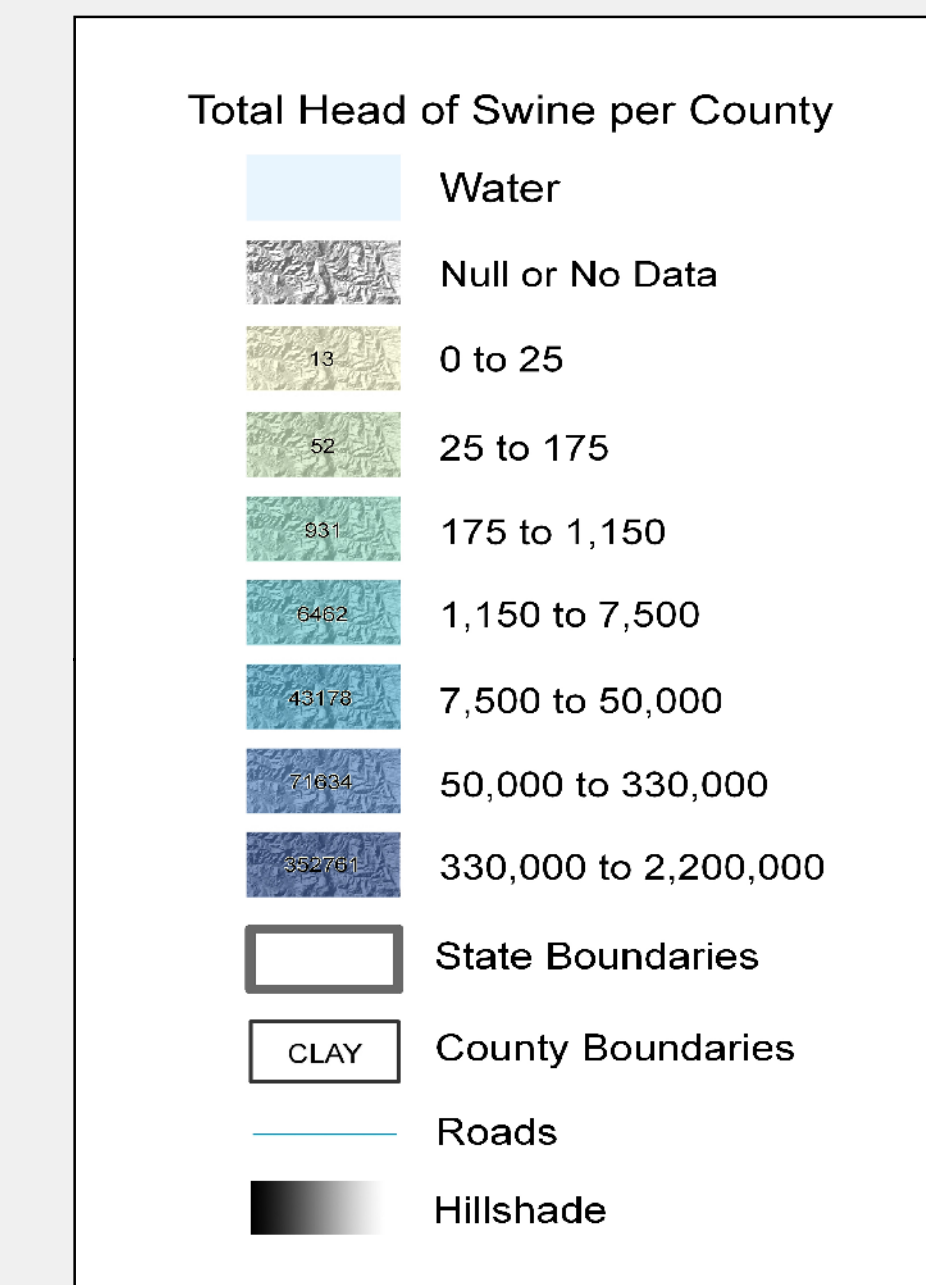 Total Head of Swine per County
Water
Null or No Data
13 0 to 25
52 25 to 175
931 175 to 1,150
6462 1,150 to 7,500
43178 7,500 to 50,000
71634 50,000 to 330,000
352761 330,000 to 2,200,000
State Boundaries
CLAY County Boundaries
Roads
Hillshade